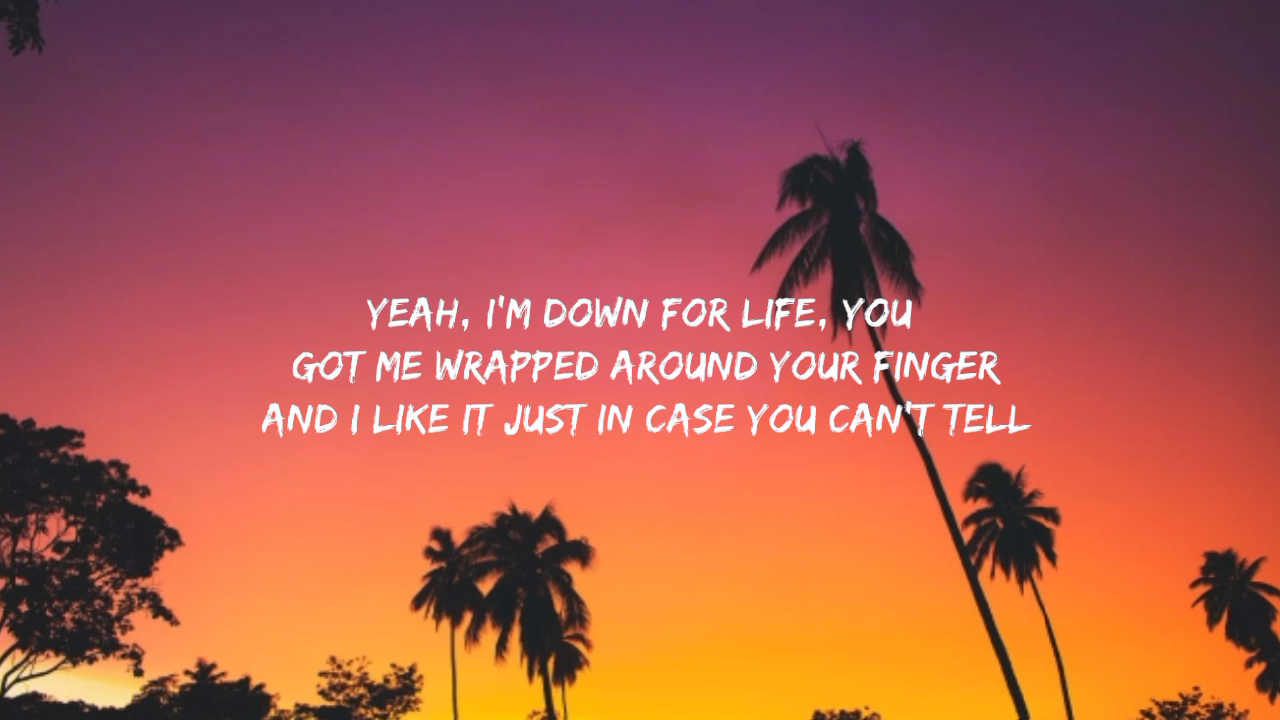 YEAH, I'M DOWN FOR LIFE, YOU
GOT ME WRAPPED AROUND YOUR FINGER
AND I LIKE IT JUST IN CASE YOU CAN'T TELL